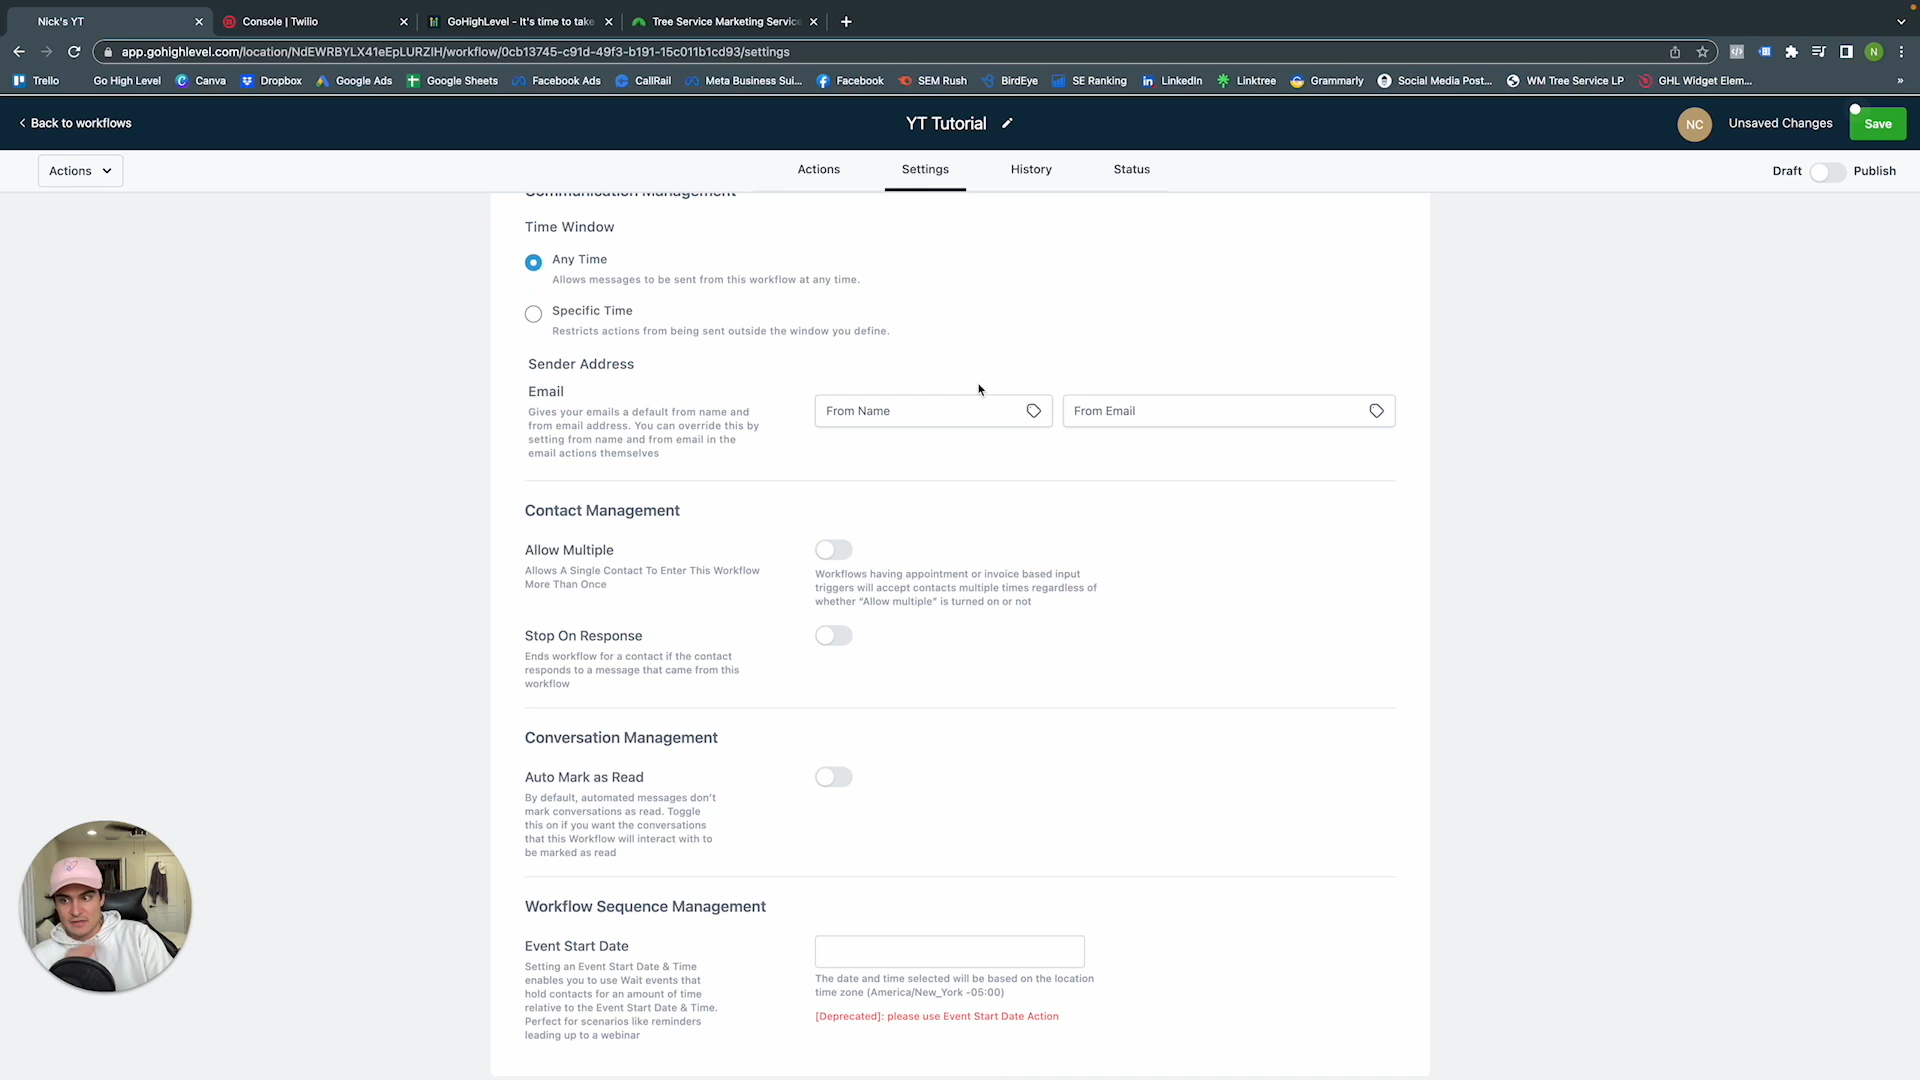 Nick's YT
Console | Twilio
GoHighLevel - It's time to take
Tree Service Marketing Service
app.gohighlevel.com/location/NdEWRBYLX41eEpLURZIH/workflow/0cb13745-c91d-49f3-b191-15c011b1cd93/settings
N
Trello
Go High Level
Canva
Dropbox
Google Ads
Google Sheets
Facebook Ads
CallRail
Meta Business Sui...
Facebook
SEM Rush
BirdEye
SE Ranking
LinkedIn
Linktree
Grammarly
Social Media Post...
WM Tree Service LP
GHL Widget Elem...
»
Back to workflows
YT Tutorial
NC
Unsaved Changes
Save
Actions
Actions
Settings
History
Status
Draft
Publish
Communication Management
Time Window
Any Time
Allows messages to be sent from this workflow at any time.
Specific Time
Restricts actions from being sent outside the window you define.
Sender Address
Email
Gives your emails a default from name and
from email address. You can override this by
setting from name and from email in the
email actions themselves
From Name
From Email
Contact Management
Allow Multiple
Allows A Single Contact To Enter This Workflow
More Than Once
Workflows having appointment or invoice based input
triggers will accept contacts multiple times regardless of
whether “Allow multiple” is turned on or not
Stop On Response
Ends workflow for a contact if the contact
responds to a message that came from this
workflow
Conversation Management
Auto Mark as Read
By default, automated messages don’t
mark conversations as read. Toggle
this on if you want the conversations
that this Workflow will interact with to
be marked as read
Workflow Sequence Management
Event Start Date
Setting an Event Start Date & Time
enables you to use Wait events that
hold contacts for an amount of time
relative to the Event Start Date & Time.
Perfect for scenarios like reminders
leading up to a webinar
The date and time selected will be based on the location
time zone (America/New_York -05:00)
[Deprecated]: please use Event Start Date Action